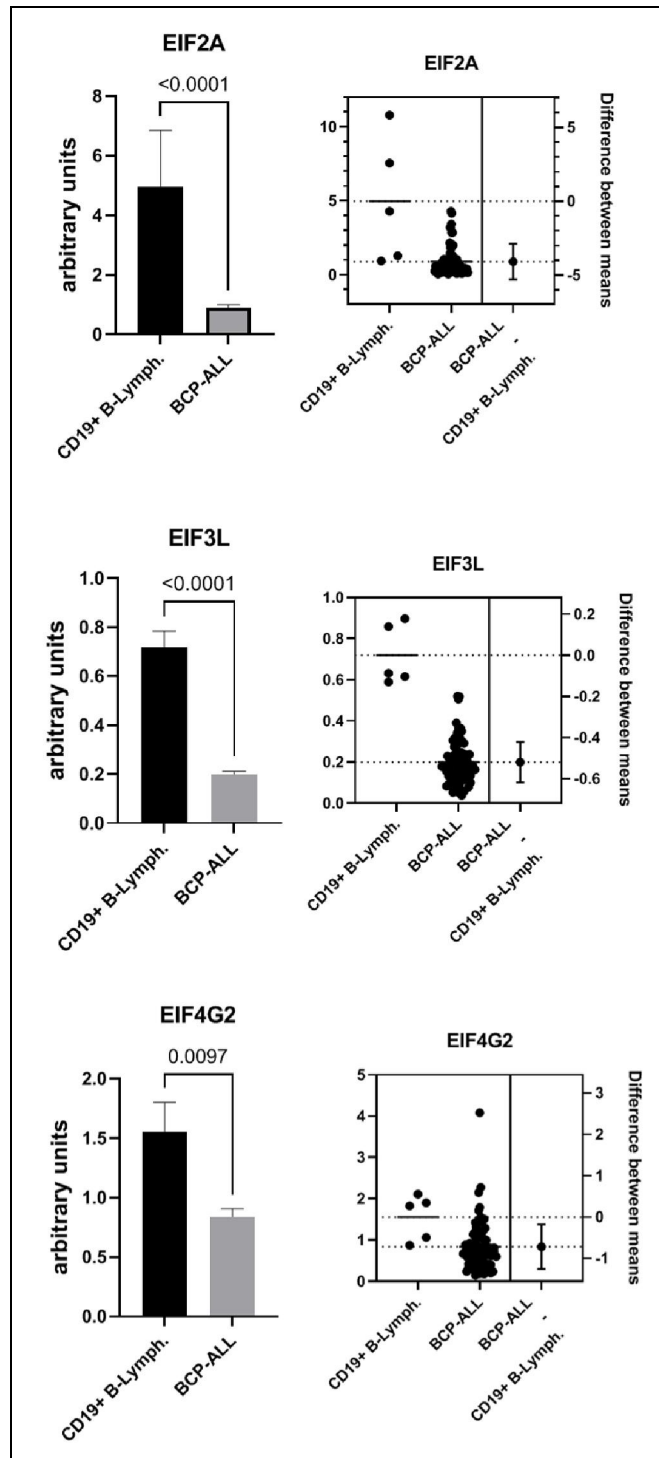 EIF2A
<0.0001
arbitrary units
8
6
4
2
0
CD19+ B-Lymph.
BCP-ALL
EIF2A
10
5
0
5
0
-5
Difference between means
CD19+ B-Lymph.
BCP-ALL
BCP-ALL
-
CD19+ B-Lymph.
EIF3L
<0.0001
arbitrary units
1.0
0.8
0.6
0.4
0.2
0.0
CD19+ B-Lymph.
BCP-ALL
EIF3L
1.0
0.8
0.6
0.4
0.2
0.0
0.2
0.0
-0.2
-0.4
-0.6
Difference between means
CD19+ B-Lymph.
BCP-ALL
BCP-ALL
-
CD19+ B-Lymph.
EIF4G2
0.0097
arbitrary units
2.0
1.5
1.0
0.5
0.0
CD19+ B-Lymph.
BCP-ALL
EIF4G2
5
4
3
2
1
0
3
2
1
0
-1
Difference between means
CD19+ B-Lymph.
BCP-ALL
BCP-ALL
-
CD19+ B-Lymph.